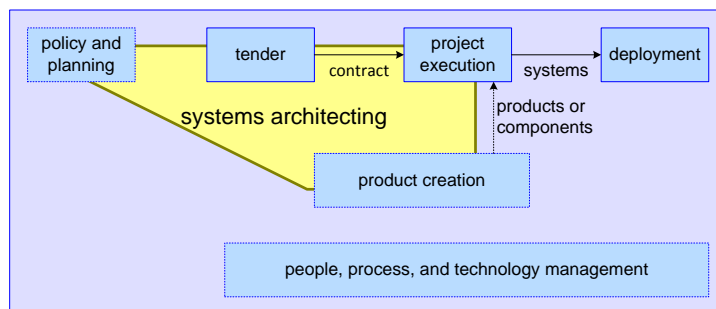 policy and
planning
tender
project
execution
deployment
contract
systems
products or
components
systems architecting
product creation
people, process, and technology management